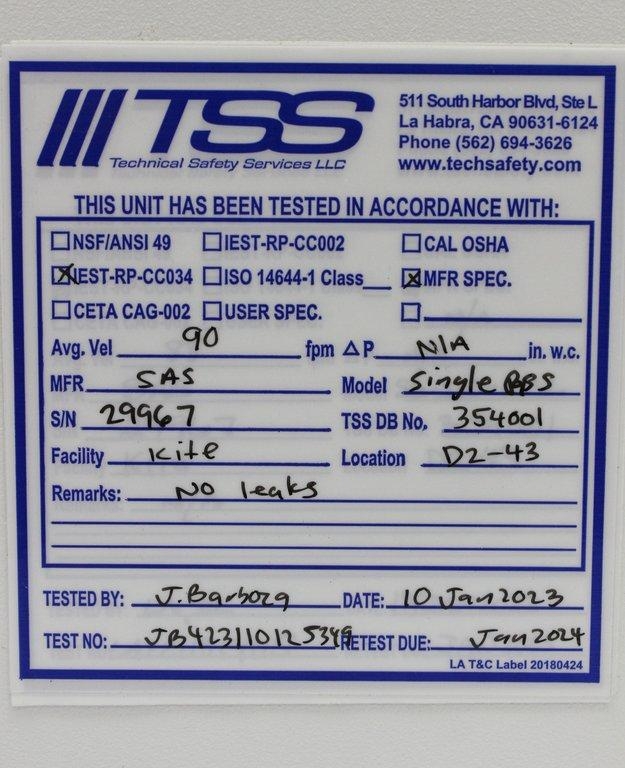 TSS
Technical Safety Services LLC
511 South Harbor Blvd, Ste L
La Habra, CA 90631-6124
Phone (562) 694-3626
www.techsafety.com
THIS UNIT HAS BEEN TESTED IN ACCORDANCE WITH:
☐NSF/ANSI 49 ☐IEST-RP-CC002 ☐CAL OSHA
☒IEST-RP-CC034 ☐ISO 14644-1 Class___ ☒MFR SPEC.
☐CETA CAG-002 ☐USER SPEC. ☐
Avg. Vel 90 fpm ΔP N/A in. w.c.
MFR SAS Model Single
S/N 29967 TSS DB No. 354001
Facility Kite Location D2-43
Remarks: NO leaks
TESTED BY: J. Barboza DATE: 10 Jan 2023
TEST NO: RETEST DUE: Jan 2024
LA T&C Label 20180424